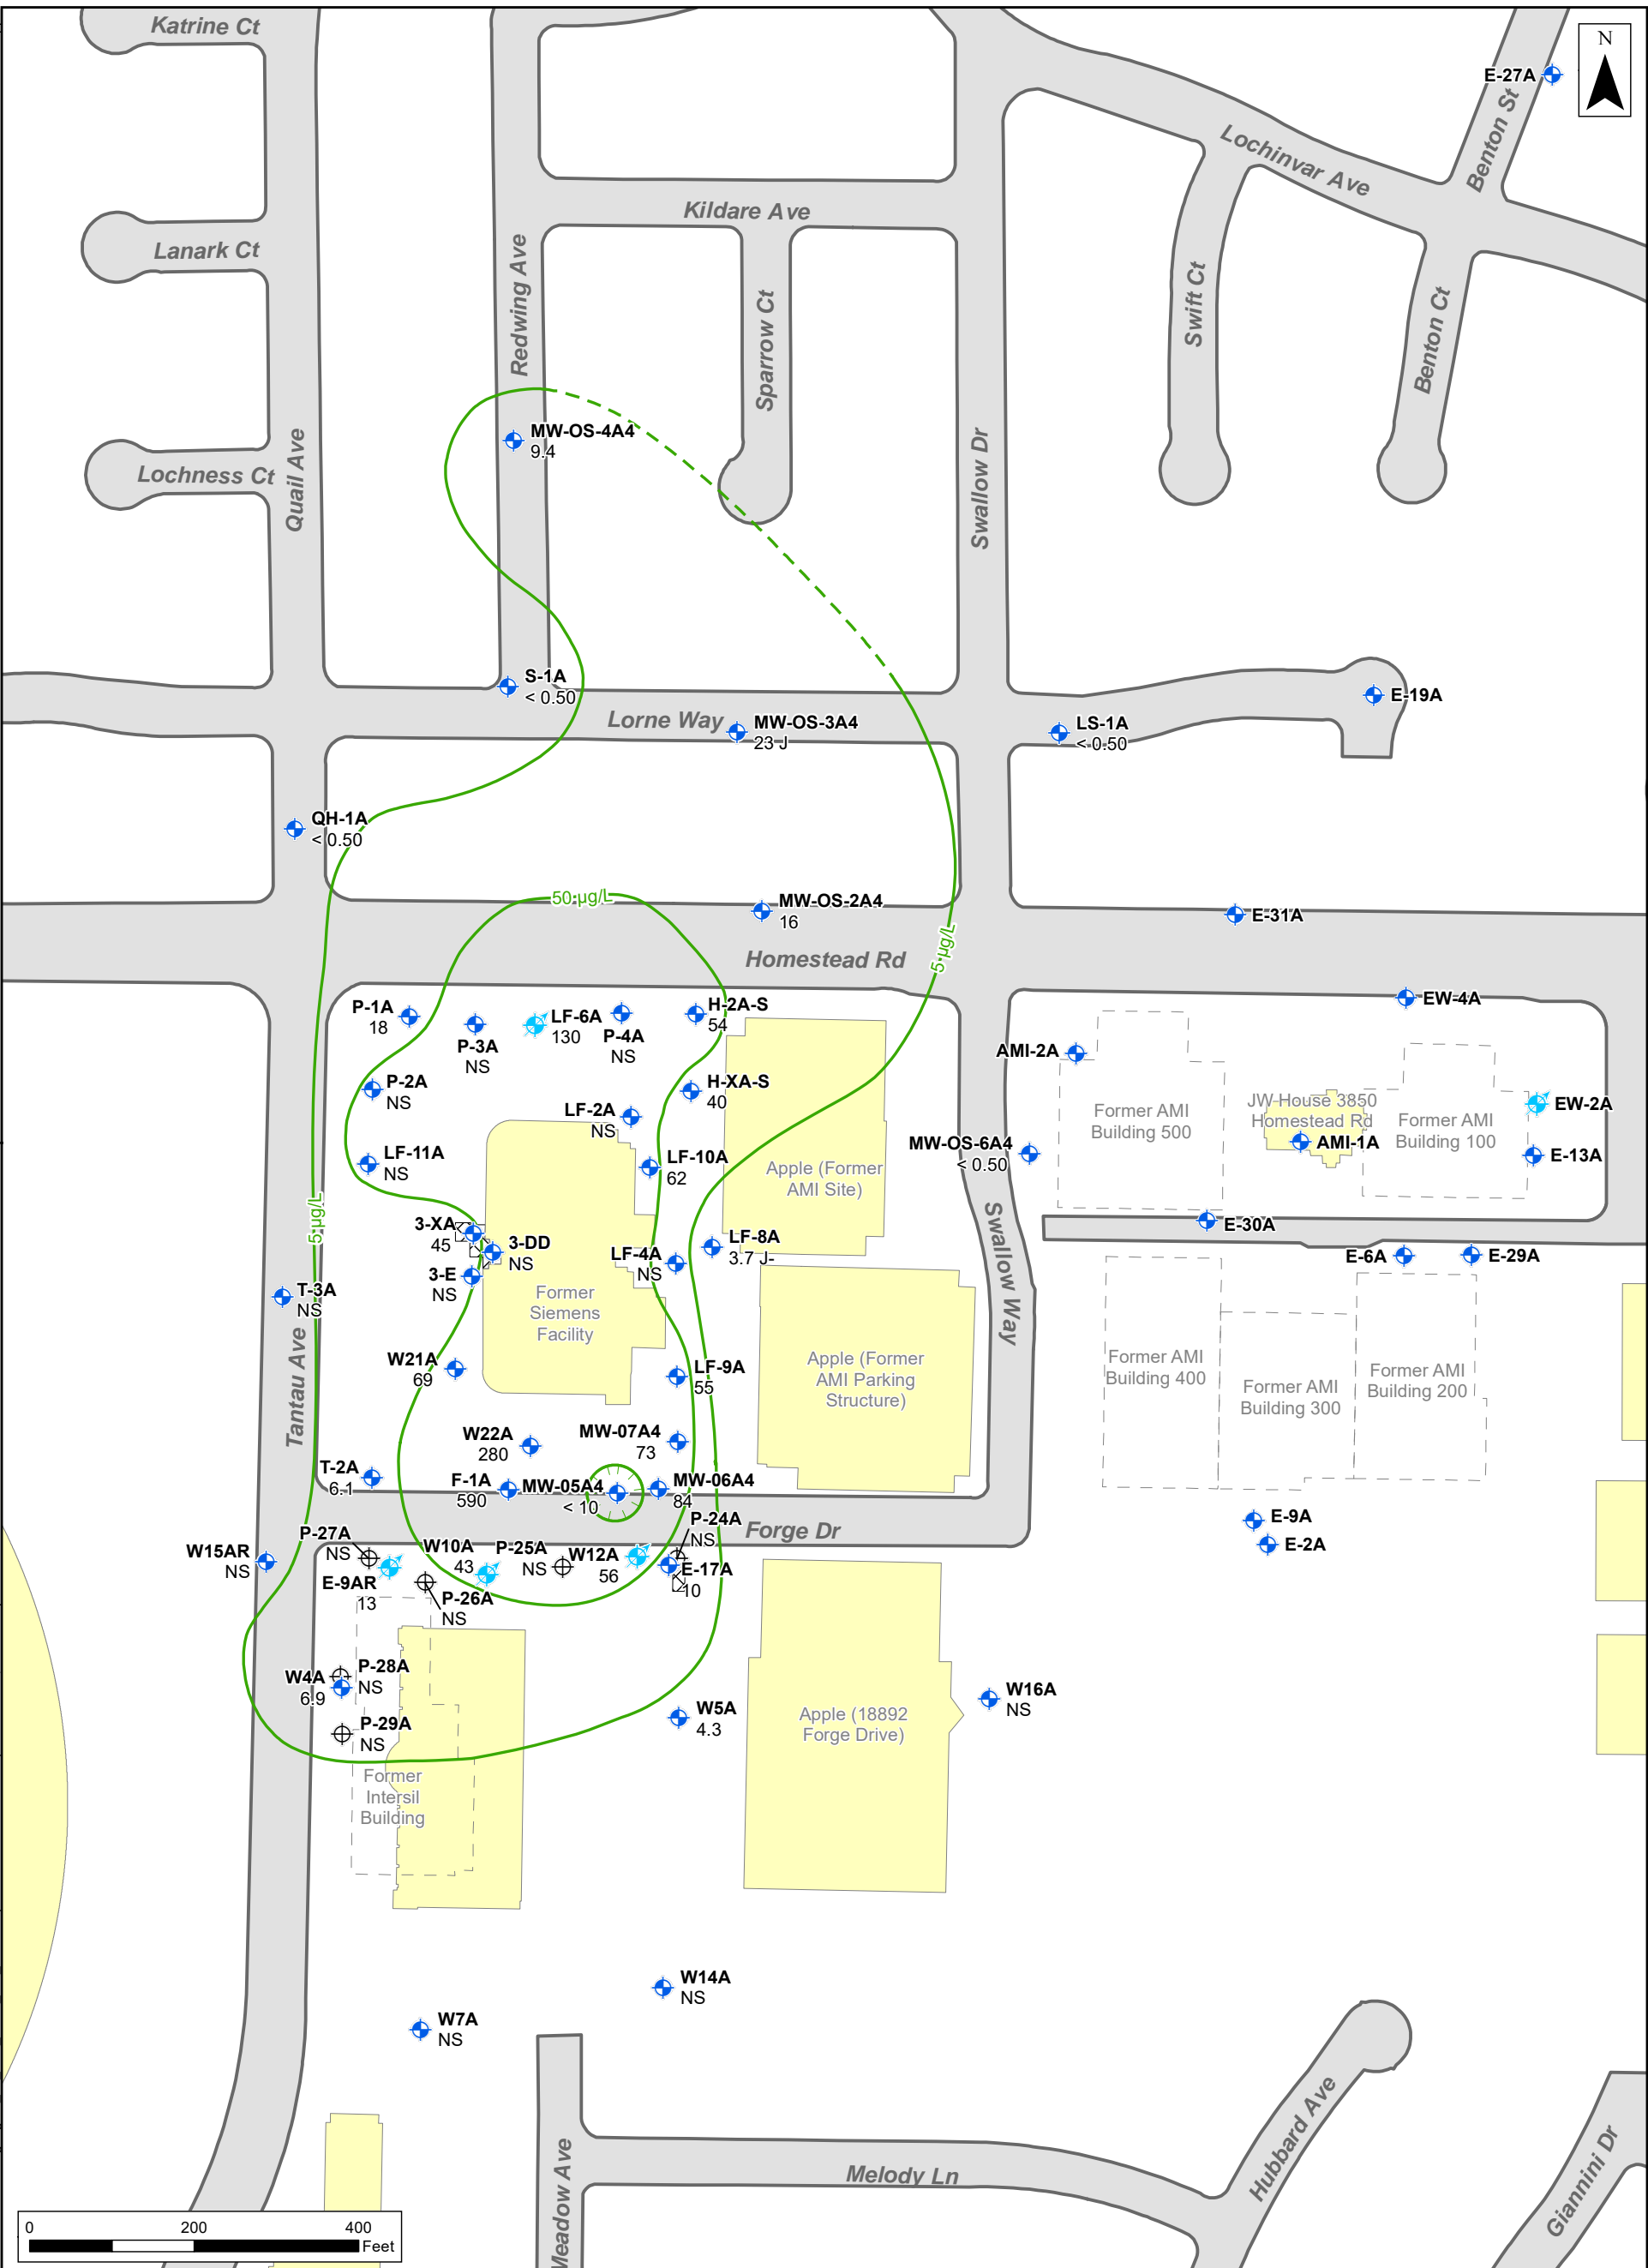 Katrine Ct
N
E-27A
Benton St
Lochinvar Ave
Kildare Ave
Lanark Ct
Redwing Ave
Sparrow Ct
Swift Ct
Benton Ct
MW-OS-4A4
9.4
Lochness Ct
Quail Ave
Swallow Dr
S-1A
< 0.50
E-19A
Lorne Way
MW-OS-3A4
23 J
LS-1A
< 0.50
QH-1A
< 0.50
50 µg/L
MW-OS-2A4
16
E-31A
5 µg/L
Homestead Rd
EW-4A
P-1A
18
P-3A
NS
LF-6A
130
P-4A
NS
H-2A-S
54
AMI-2A
P-2A
NS
H-XA-S
40
LF-2A
NS
Former AMI
Building 500
JW House 3850
Homestead Rd
AMI-1A
Former AMI
Building 100
EW-2A
E-13A
MW-OS-6A4
< 0.50
LF-11A
NS
LF-10A
62
Apple (Former
AMI Site)
5 µg/L
3-XA
45
3-DD
NS
3-E
NS
LF-4A
NS
LF-8A
3.7 J-
Swallow Way
E-30A
E-6A
E-29A
T-3A
NS
Former
Siemens
Facility
Tantau Ave
W21A
69
LF-9A
55
Apple (Former
AMI Parking
Structure)
Former AMI
Building 400
Former AMI
Building 300
Former AMI
Building 200
W22A
280
MW-07A4
73
T-2A
6.1
F-1A
590
MW-05A4
< 10
MW-06A4
84
P-24A
NS
Forge Dr
E-9A
E-2A
P-27A
NS
W15AR
NS
W10A
43
P-25A
NS
W12A
56
E-17A
10
E-9AR
13
P-26A
NS
P-28A
NS
W4A
6.9
P-29A
NS
W5A
4.3
Apple (18892
Forge Drive)
W16A
NS
Former
Intersil
Building
W14A
NS
W7A
NS
Meadow Ave
Melody Ln
Hubbard Ave
Giannini Dr
0 200 400
Feet